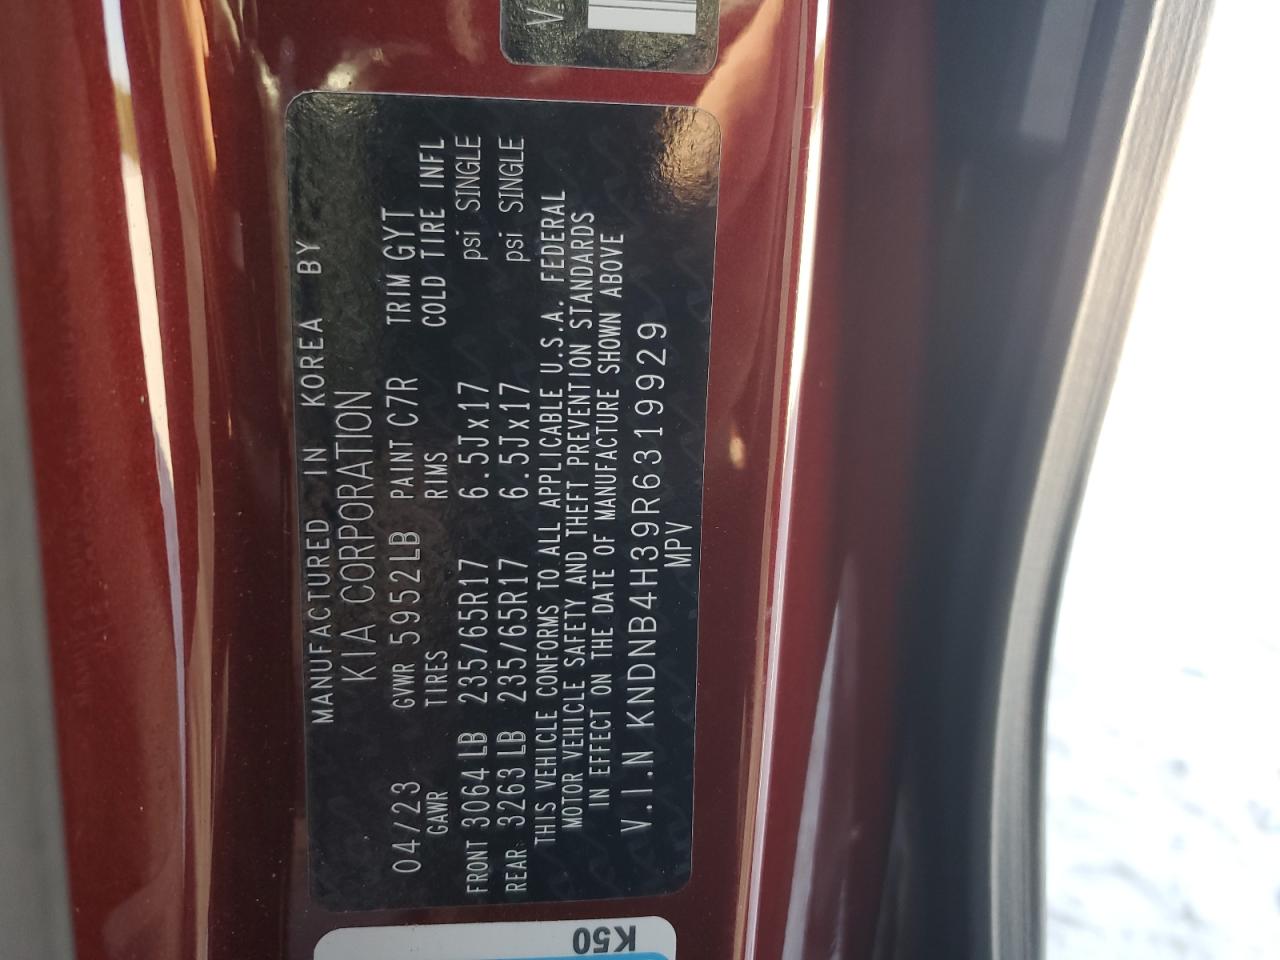 V
MANUFACTURED IN KOREA BY
KIA CORPORATION
04/23 GVWR 5952LB PAINT C7R TRIM GYT
GAWR TIRES RIMS COLD TIRE INFL
FRONT 3064LB 235/65R17 6.5Jx17 psi SINGLE
REAR 3263LB 235/65R17 6.5Jx17 psi SINGLE
THIS VEHICLE CONFORMS TO ALL APPLICABLE U.S.A. FEDERAL
MOTOR VEHICLE SAFETY AND THEFT PREVENTION STANDARDS
IN EFFECT ON THE DATE OF MANUFACTURE SHOWN ABOVE
V.I.N KNDNB4H39R6319929
MPV
K50